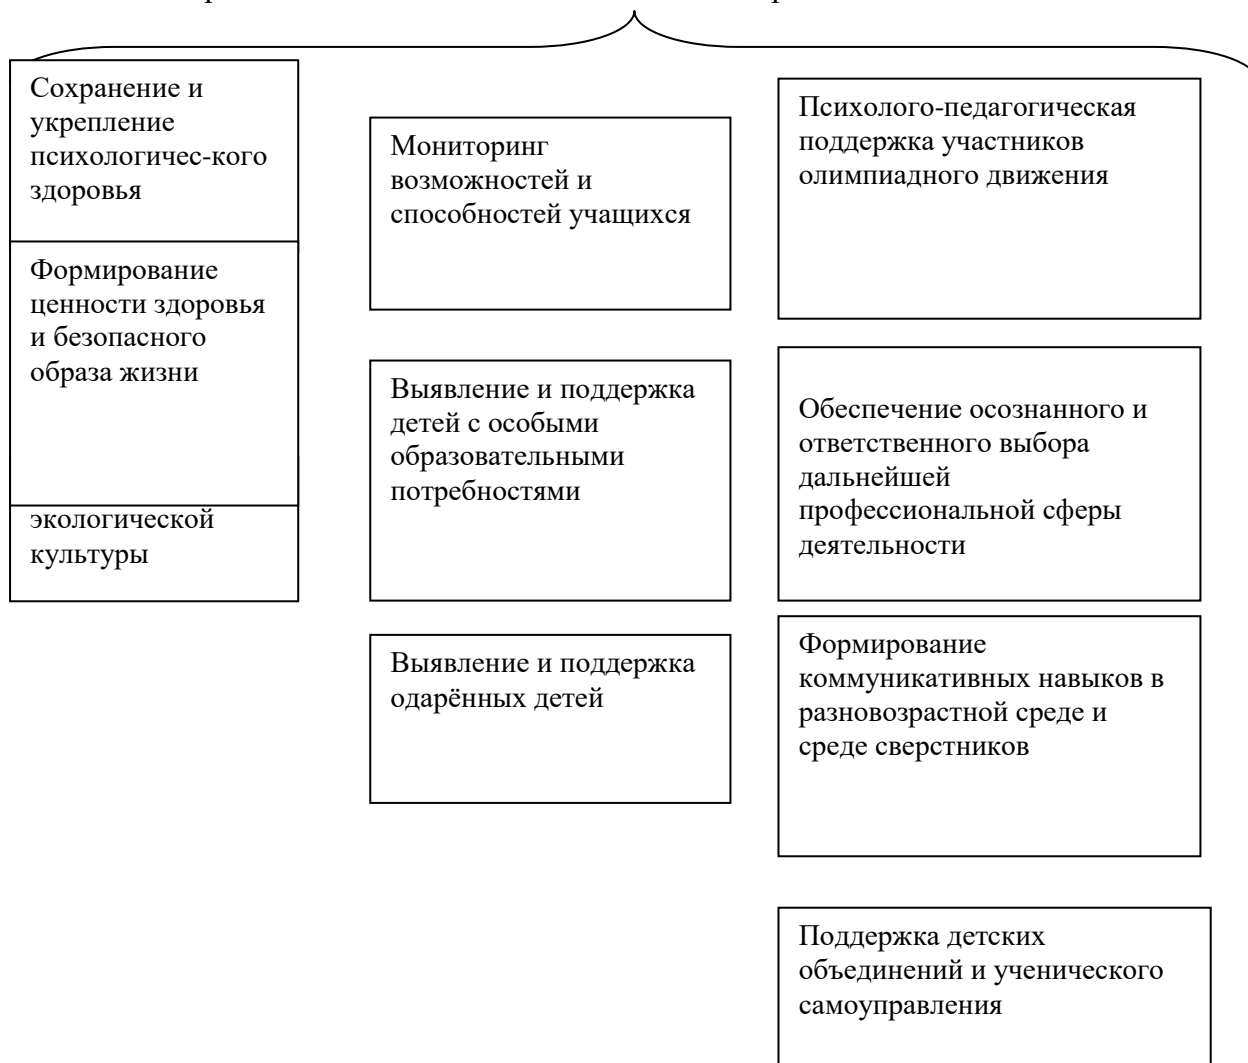 Сохранение и
укрепление
психологичес-кого
здоровья
Формирование
ценности здоровья
и безопасного
образа жизни
экологической
культуры
Мониторинг
возможностей и
способностей учащихся
Выявление и поддержка
детей с особыми
образовательными
потребностями
Выявление и поддержка
одарённых детей
Психолого-педагогическая
поддержка участников
олимпиадного движения
Обеспечение осознанного и
ответственного выбора
дальнейшей
профессиональной сферы
деятельности
Формирование
коммуникативных навыков в
разновозрастной среде и
среде сверстников
Поддержка детских
объединений и ученического
самоуправления